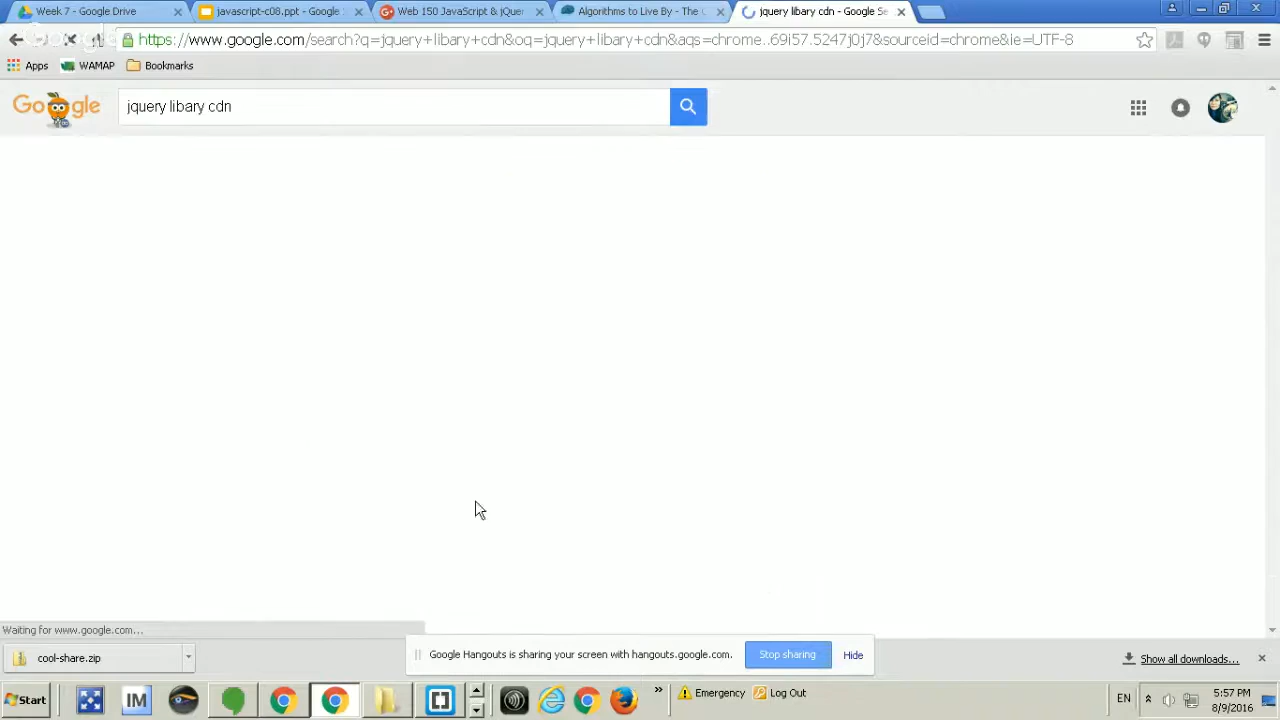 Week 7 - Google Drive
javascript-c08.ppt - Google
Web 150 JavaScript & jQuer
Algorithms to Live By - The
jquery libary cdn - Google Se
https://www.google.com/search?q=jquery+libary+cdn&oq=jquery+libary+cdn&aqs=chrome..69i57.5247j0j7&sourceid=chrome&ie=UTF-8
Apps
WAMAP
Bookmarks
Google
jquery libary cdn
Waiting for www.google.com...
cool-share.zip
Google Hangouts is sharing your screen with hangouts.google.com.
Stop sharing
Hide
Show all downloads...
Start
IM
»
Emergency
Log Out
EN
5:57 PM
8/9/2016